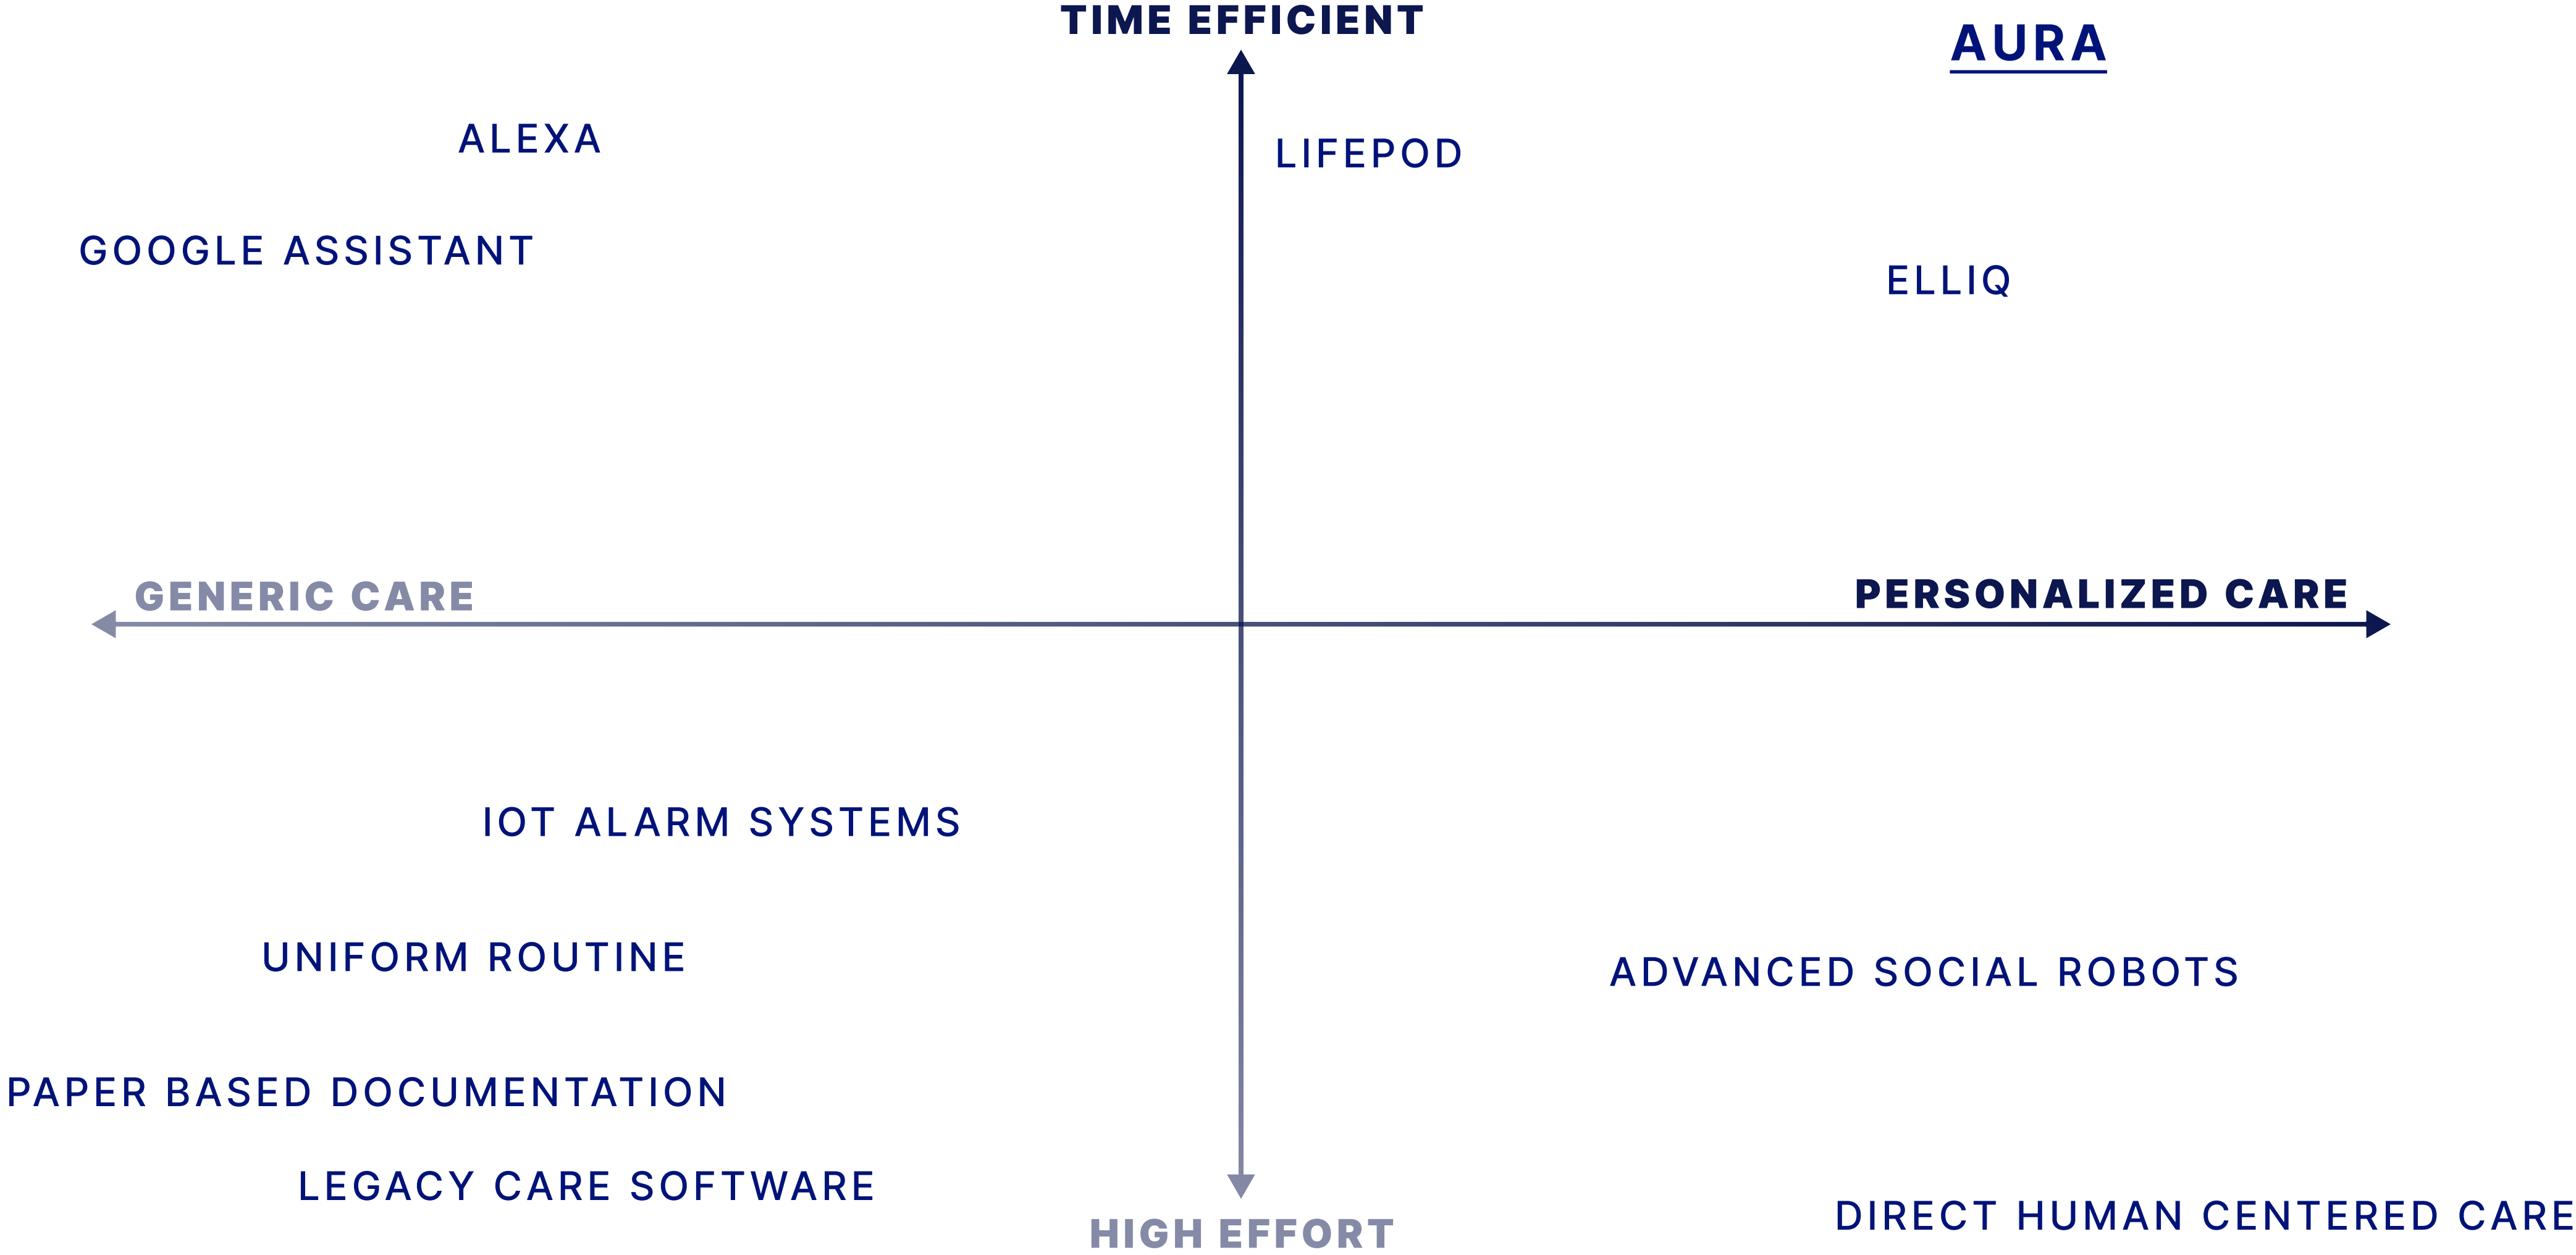 TIME EFFICIENT
AURA
ALEXA
LIFEPOD
GOOGLE ASSISTANT
ELLIQ
GENERIC CARE
PERSONALIZED CARE
IOT ALARM SYSTEMS
UNIFORM ROUTINE
ADVANCED SOCIAL ROBOTS
PAPER BASED DOCUMENTATION
LEGACY CARE SOFTWARE
DIRECT HUMAN CENTERED CARE
HIGH EFFORT